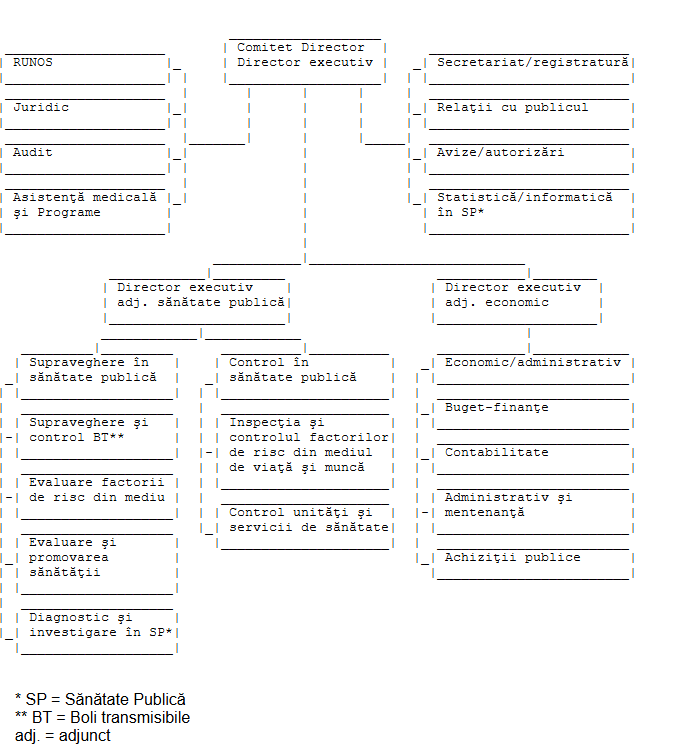 Comitet Director
Director executiv
RUNOS
Juridic
Audit
Asistenţă medicală
şi Programe
Secretariat/registratură
Relaţii cu publicul
Avize/autorizări
Statistică/informatică
în SP*
Director executiv
adj. sănătate publică
Director executiv
adj. economic
Supraveghere în
sănătate publică
Supraveghere şi
control BT**
Evaluare factorii
de risc din mediu
Evaluare şi
promovarea
sănătăţii
Diagnostic şi
investigare în SP*
Control în
sănătate publică
Inspecţia şi
controlul factorilor
de risc din mediul
de viaţă şi muncă
Control unităţi şi
servicii de sănătate
Economic/administrativ
Buget-finanţe
Contabilitate
Administrativ şi
mentenanţă
Achiziţii publice
* SP = Sănătate Publică
** BT = Boli transmisibile
adj. = adjunct